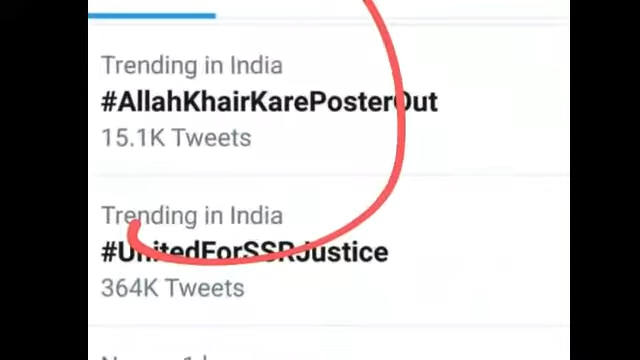 Trending in India
#AllahKhairKarePosterOut
15.1K Tweets
Trending in India
#UnitedForSSRJustice
364K Tweets